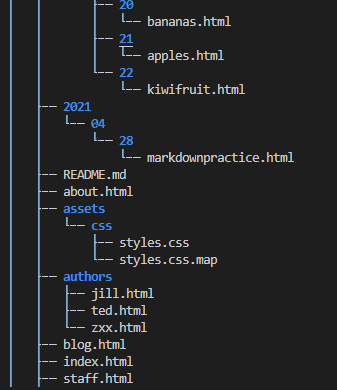 20
bananas.html
21
apples.html
22
kiwifruit.html
2021
04
28
markdownpractice.html
README.md
about.html
assets
css
styles.css
styles.css.map
authors
jill.html
ted.html
zxx.html
blog.html
index.html
staff.html